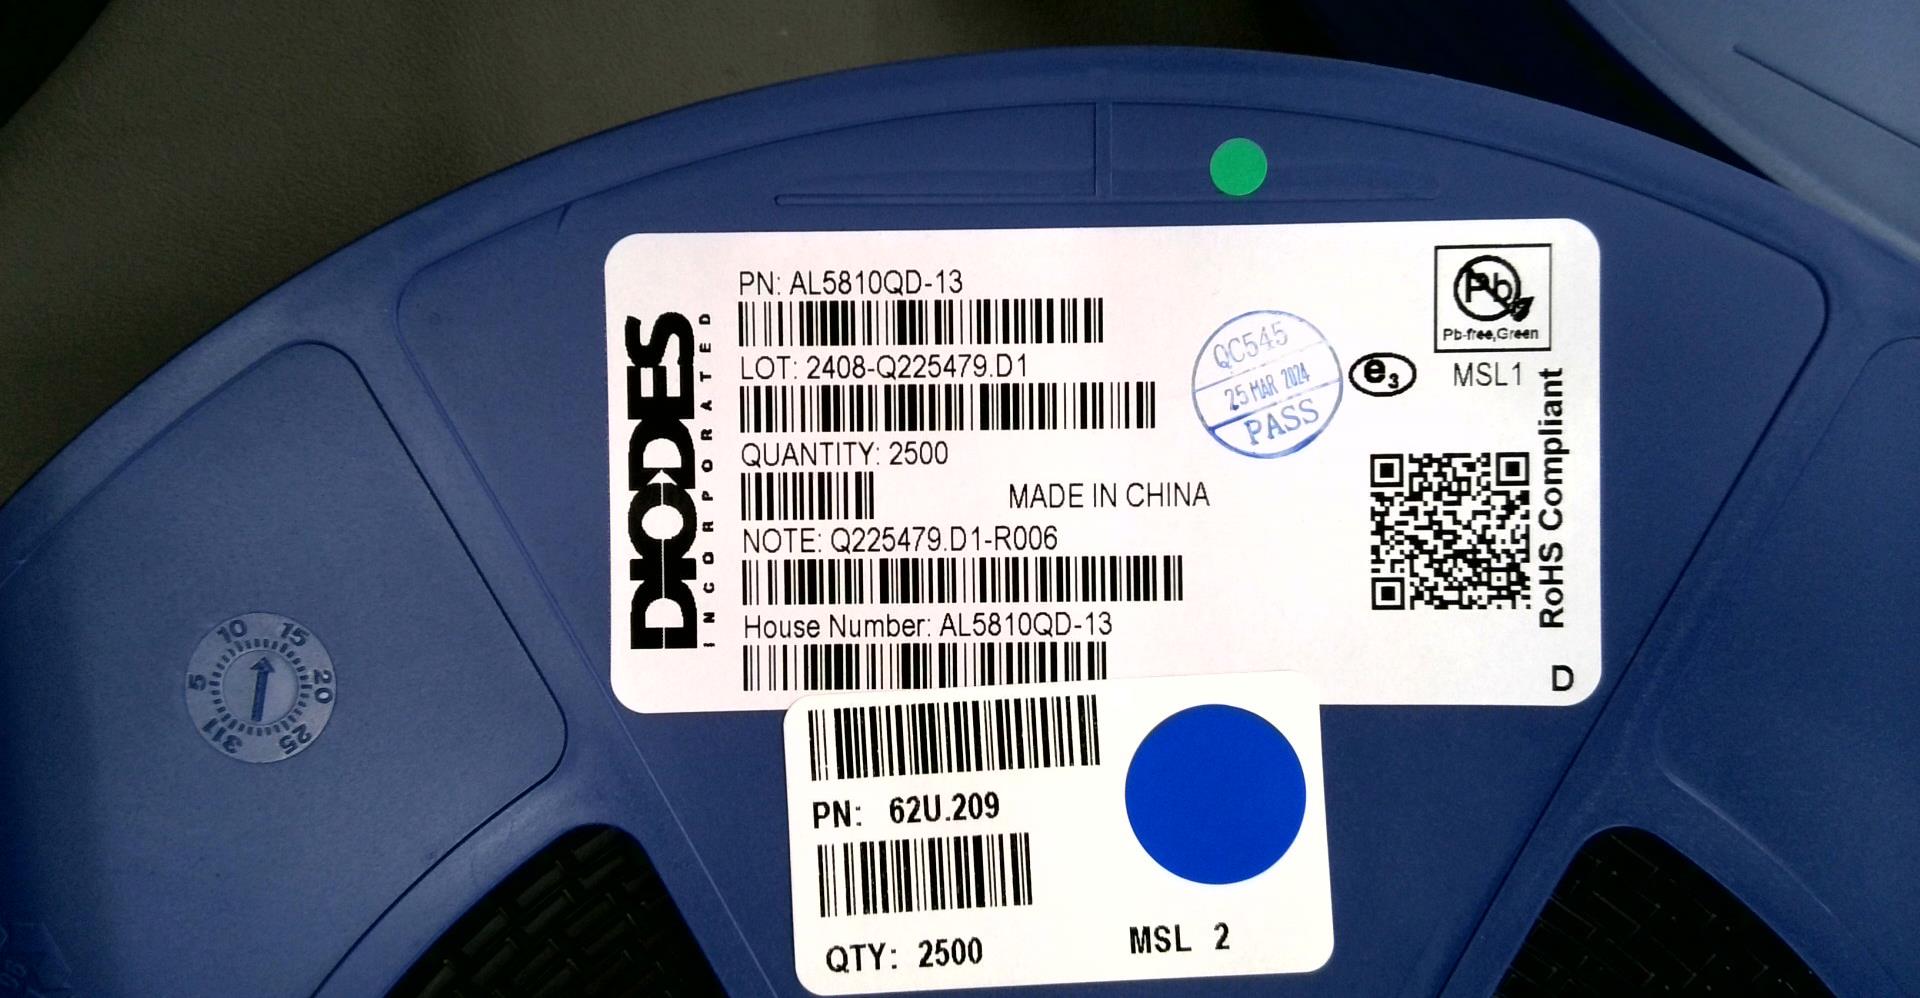 DIODES
INCORPORATED
PN: AL5810QD-13
LOT: 2408-Q225479.D1
QUANTITY: 2500
MADE IN CHINA
NOTE: Q225479.D1-R006
House Number: AL5810QD-13
QC545
25 MAR 2024
PASS
Pb
Pb-free,Green
e3
MSL1
RoHS Compliant
D
PN: 62U.209
QTY: 2500
MSL 2
5 10 15 20 25 31